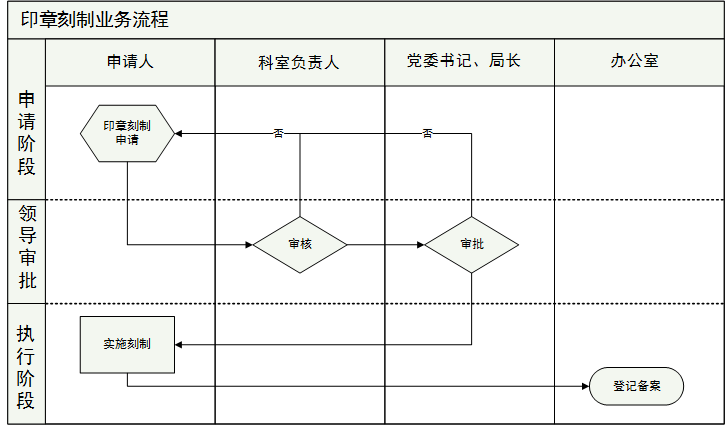 印章刻制业务流程
申请人
科室负责人
党委书记、局长
办公室
申请阶段
印章刻制
申请
否
否
领导审批
审核
审批
执行阶段
实施刻制
登记备案